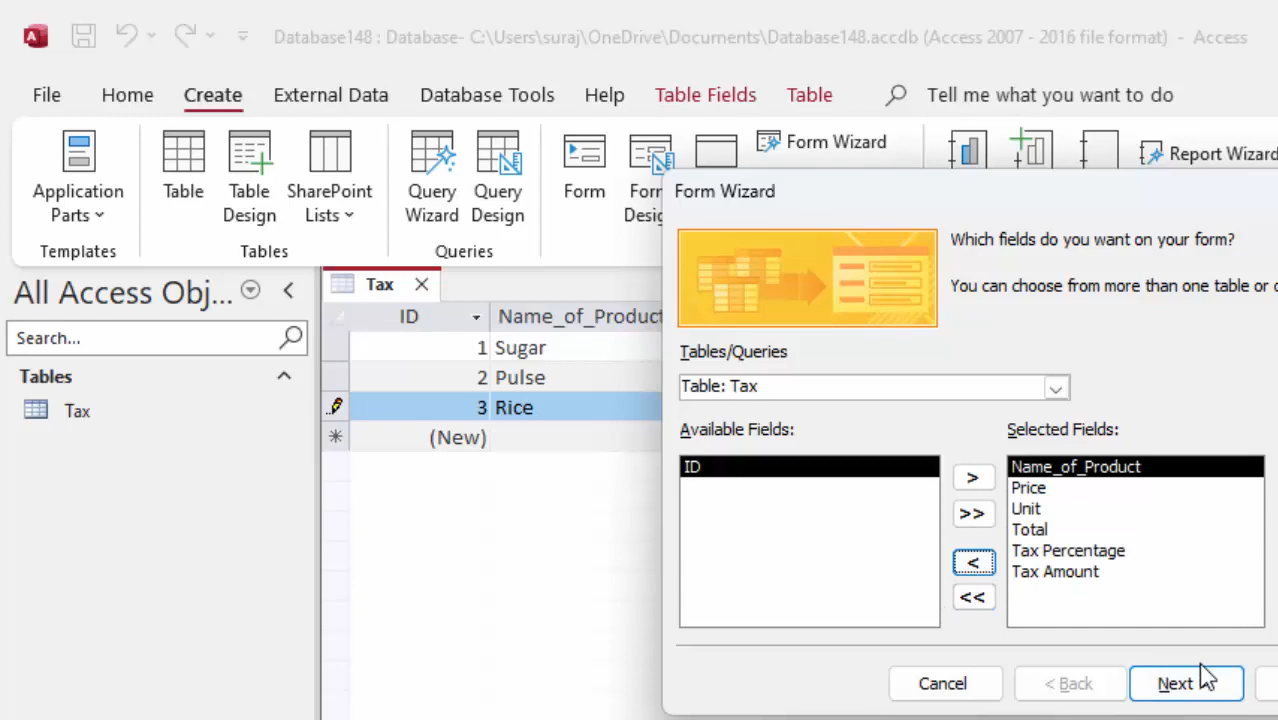 A
Database148 : Database- C:\Users\suraj\OneDrive\Documents\Database148.accdb (Access 2007 - 2016 file format) - Access
File Home Create External Data Database Tools Help Table Fields Table Tell me what you want to do
Application Parts
Table
Table Design
SharePoint Lists
Query Wizard
Query Design
Form
Form Wizard
Report Wizard
Templates Tables Queries
Form Wizard
Which fields do you want on your form?
You can choose from more than one table or
All Access Obj...
Search...
Tables
Tax
Tax
ID Name_of_Product
1 Sugar
2 Pulse
3 Rice
(New)
Tables/Queries
Table: Tax
Available Fields:
ID
>
>>
<
<<
Selected Fields:
Name_of_Product
Price
Unit
Total
Tax Percentage
Tax Amount
Cancel < Back Next